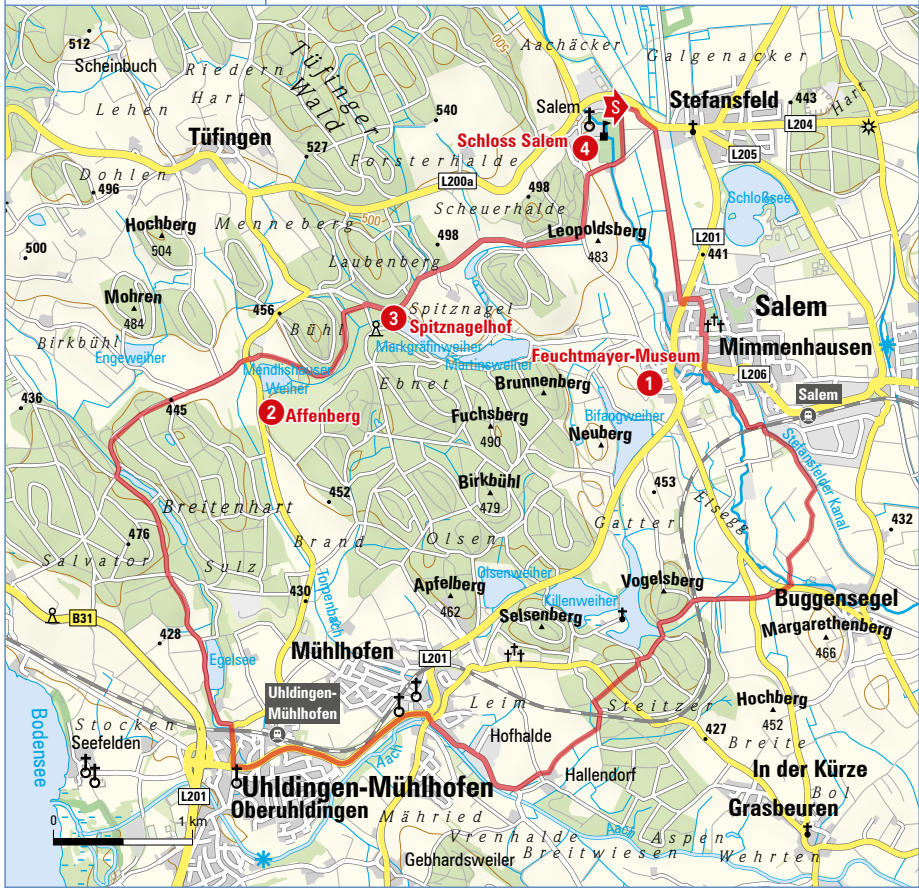 512
Scheinbuch
Riedern
Hart
Lehen
Tüfinger
Wald
500
Aachäcker
Galgenacker
Tüfingen
540
Salem
S
Stefansfeld
443
Hart
L204
Schloss Salem
4
527
Forsterhalde
L205
Dohlen
496
L200a
498
Scheuerhalde
Schloßsee
Menneberg
500
Hochberg
504
500
498
Leopoldsberg
483
L201
441
Laubenberg
Mohren
484
456
Bühl
3
Spitznagel
Spitznagelhof
Salem
Birkbühl
Engeweiher
Markgräfinweiher
Martinsweiher
Feuchtmayer-Museum
1
Mimmenhausen
Mendlishauser
Weiher
Ebnet
Brunnenberg
L206
Salem
436
445
2
Affenberg
Fuchsberg
490
Bifangweiher
Neuberg
Stefansfelder Kanal
Birkbühl
479
453
Eisegg
452
Breitenhart
Gatter
432
476
Salvator
Brand
Olsen
Sulz
Torpenbach
430
Apfelberg
462
Olsenweiher
Killenweiher
Vogelsberg
Selsenberg
Buggensegel
Margarethenberg
466
B31
428
Mühlhofen
L201
Egelsee
Uhldingen-
Mühlhofen
Leim
Steitzer
Hochberg
452
Bodensee
Stocken
Seefelden
Aach
Hofhalde
427
Breite
Hallendorf
In der Kürze
Bol
Uhldingen-Mühlhofen
Oberuhldingen
L201
Grasbeuren
0
1 km
Mähried
Vrenhalde
Aach
Aspen
Gebhardsweiler
Breitwiesen
Wehrten